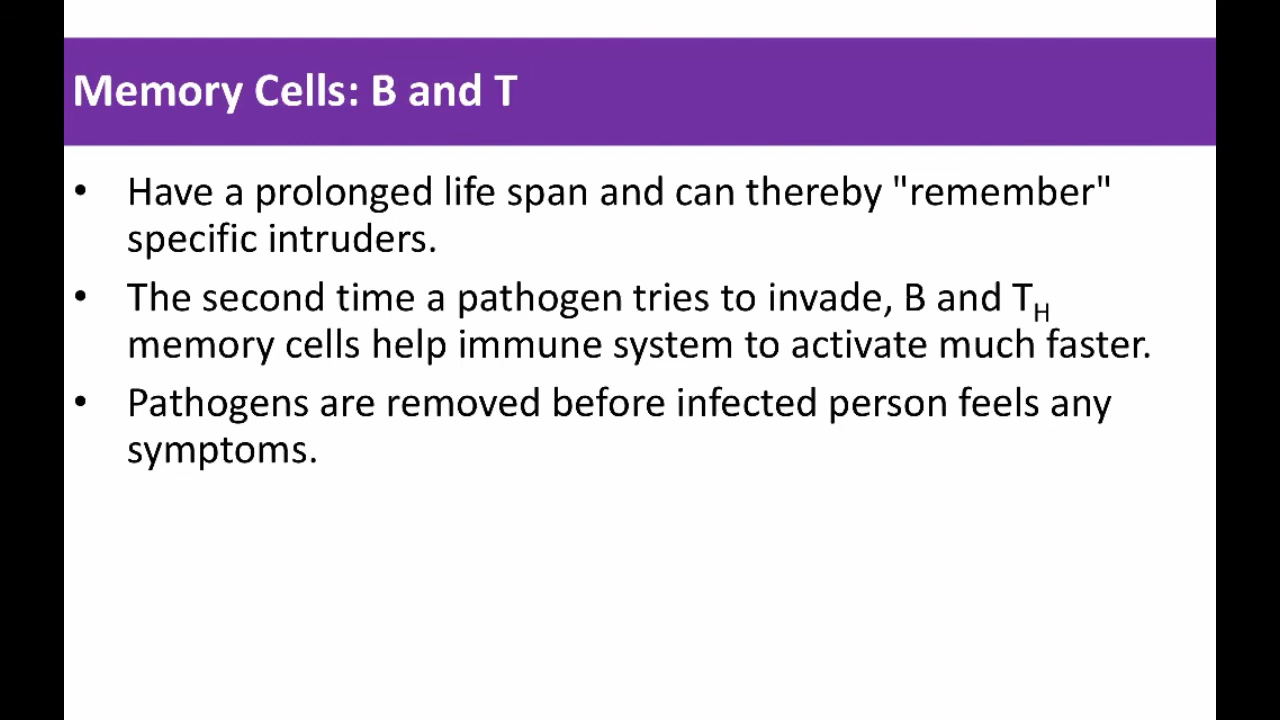 Memory Cells: B and T
• Have a prolonged life span and can thereby "remember"
specific intruders.
• The second time a pathogen tries to invade, B and TH
memory cells help immune system to activate much faster.
• Pathogens are removed before infected person feels any
symptoms.